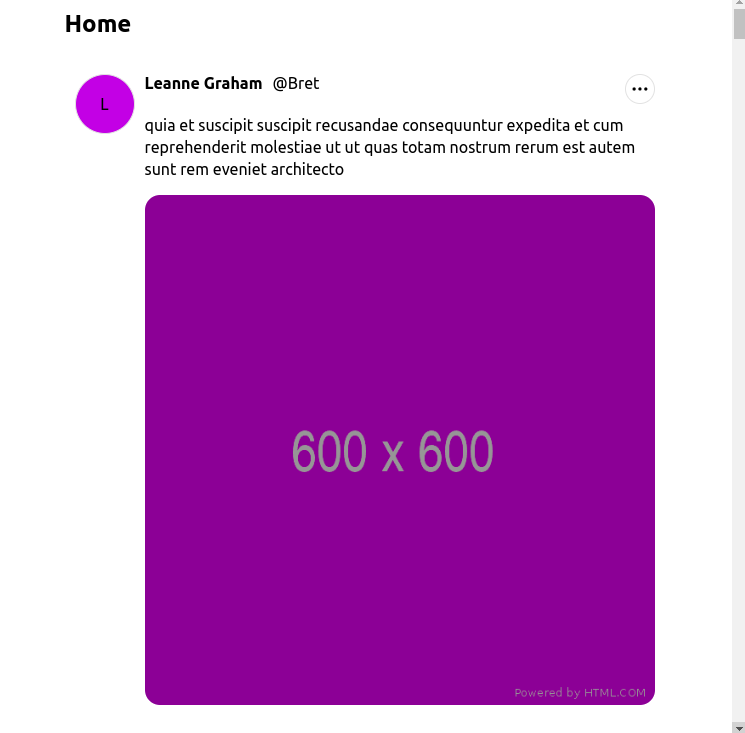 Home
Leanne Graham @Bret
L
quia et suscipit suscipit recusandae consequuntur expedita et cum
reprehenderit molestiae ut ut quas totam nostrum rerum est autem
sunt rem eveniet architecto
600 x 600
Powered by HTML.COM